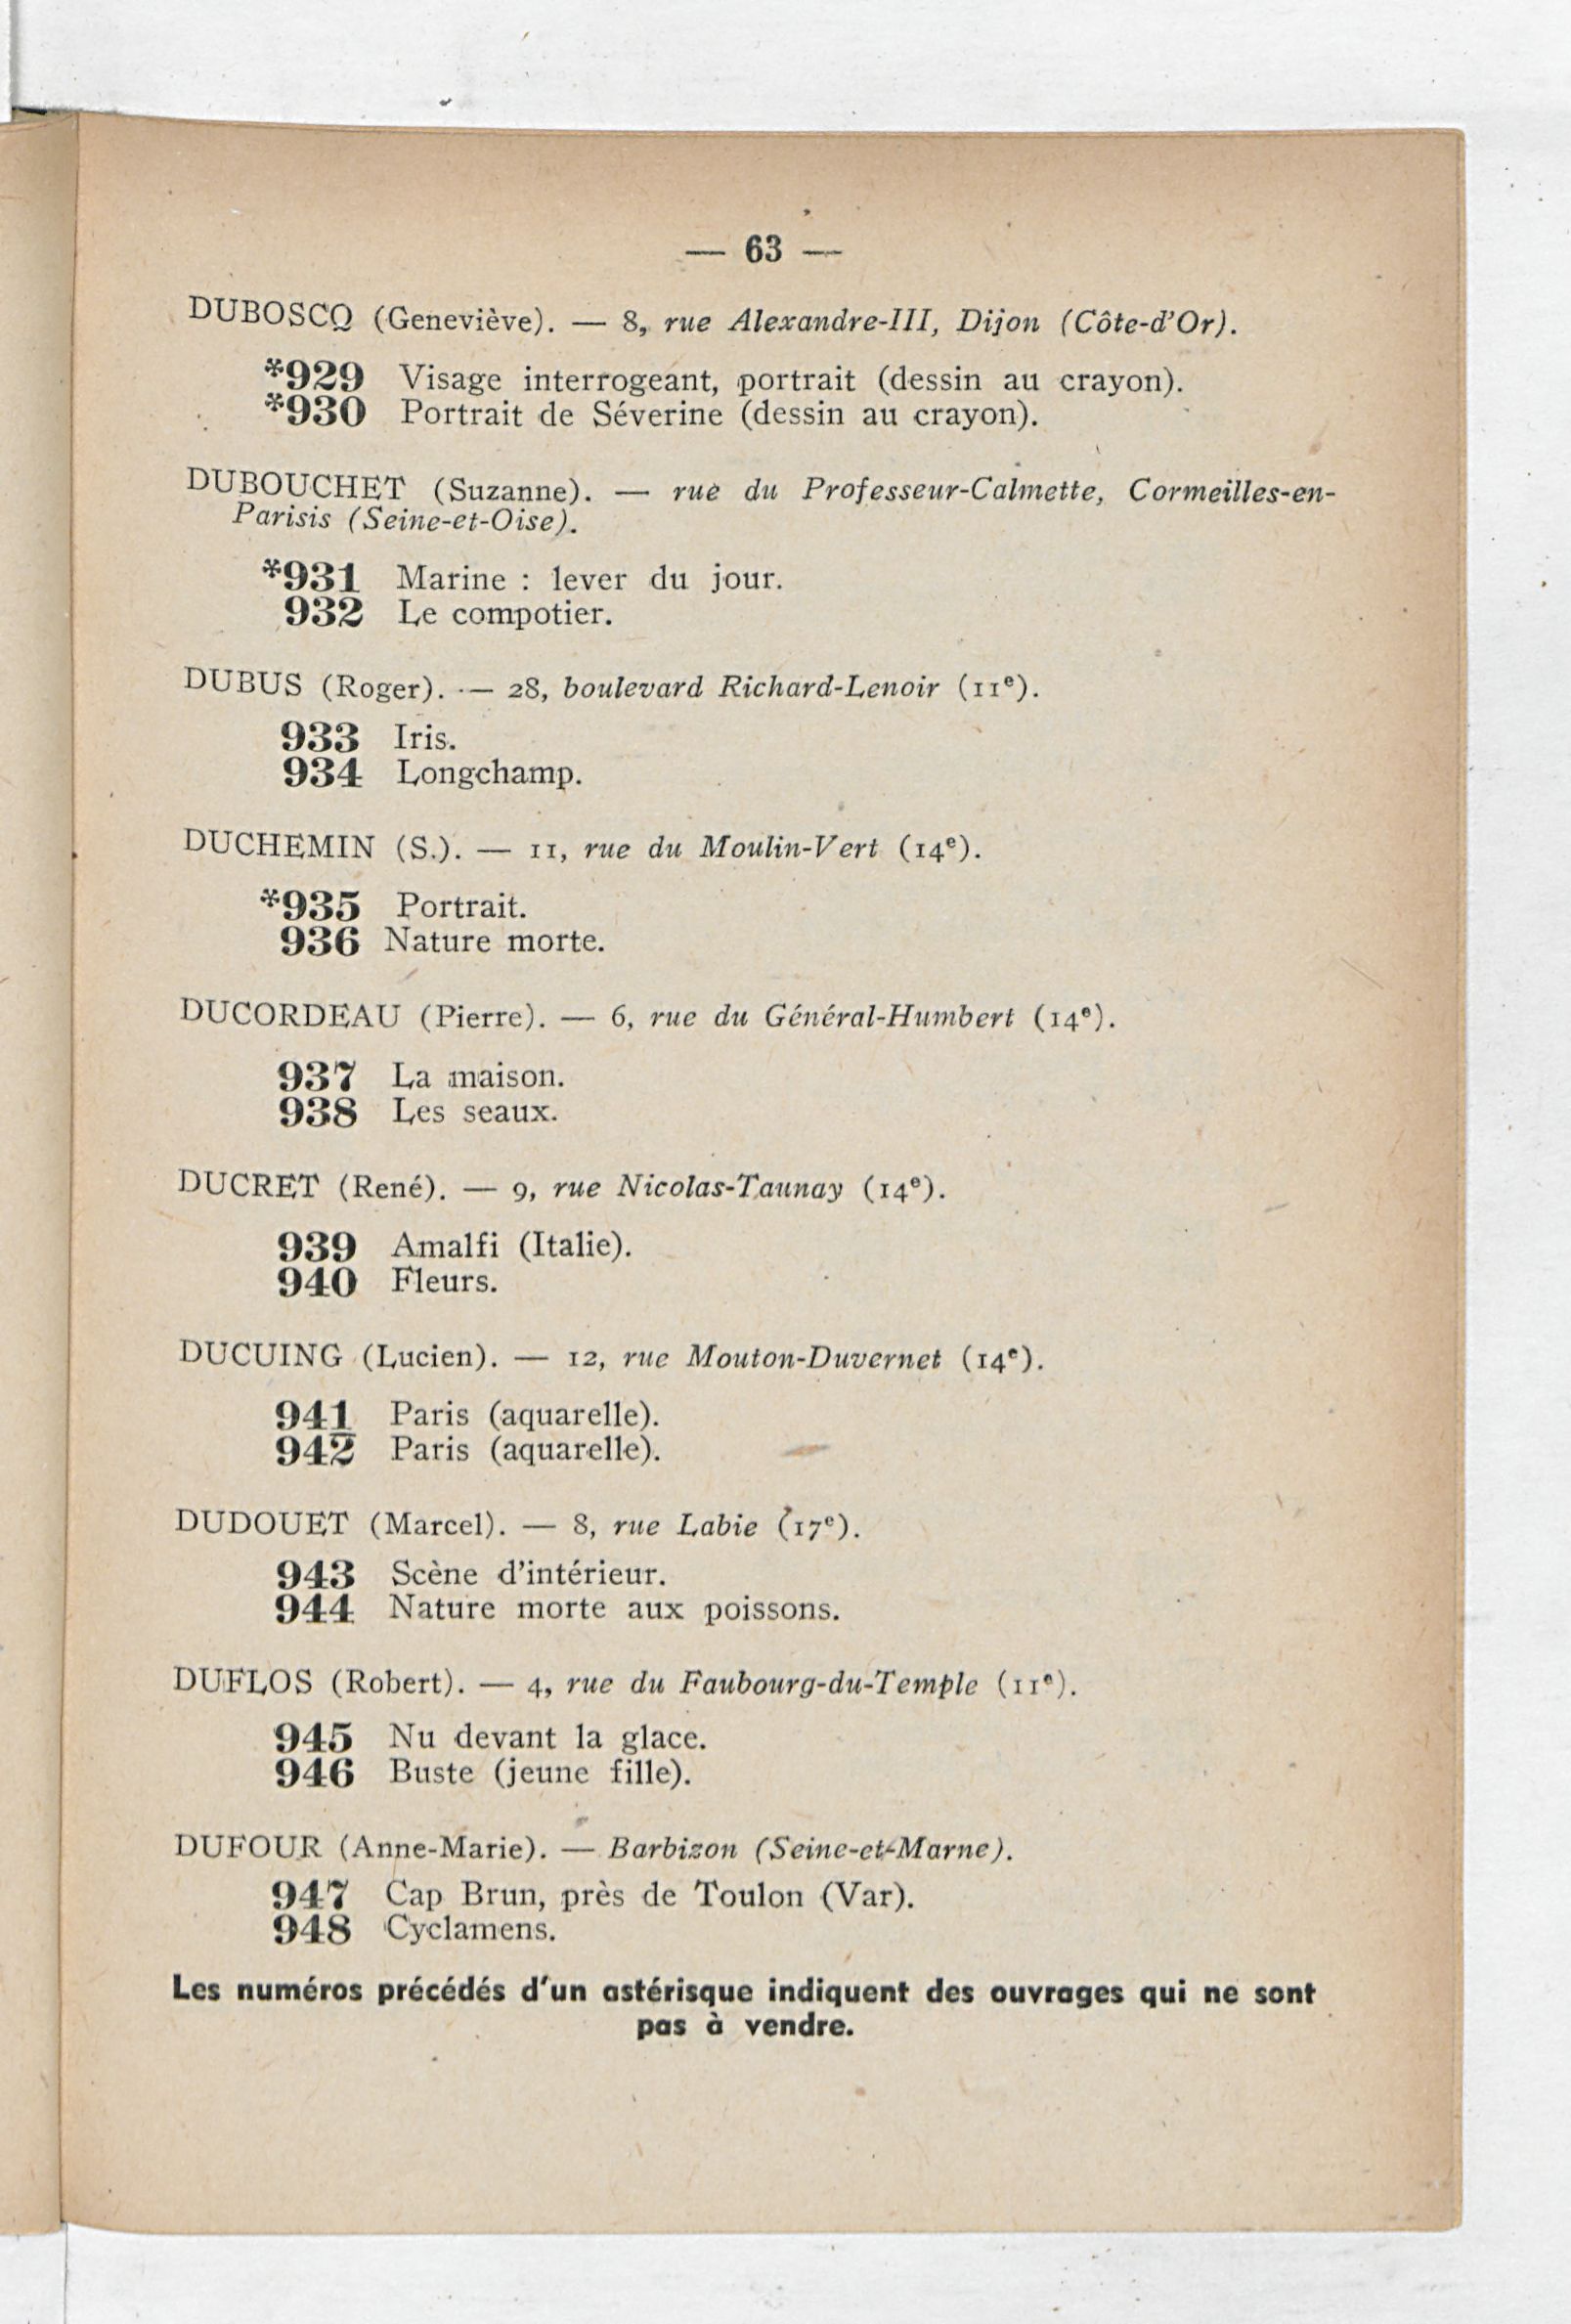 — 63 —
DUBOSCQ (Geneviève). — 8, rue Alexandre-III, Dijon (Côte-d'Or).
*929 Visage interrogeant, portrait (dessin au crayon).
*930 Portrait de Séverine (dessin au crayon).
DUBOUCHET (Suzanne). — rue du Professeur-Calmette, Cormeilles-en-
Parisis (Seine-et-Oise).
*931 Marine : lever du jour.
932 Le compotier.
DUBUS (Roger). — 28, boulevard Richard-Lenoir (11e).
933 Iris.
934 Longchamp.
DUCHEMIN (S.). — 11, rue du Moulin-Vert (14e).
*935 Portrait.
936 Nature morte.
DUCORDEAU (Pierre). — 6, rue du Général-Humbert (14e).
937 La maison.
938 Les seaux.
DUCRET (René). — 9, rue Nicolas-Taunay (14e).
939 Amalfi (Italie).
940 Fleurs.
DUCUING (Lucien). — 12, rue Mouton-Duvernet (14e).
941 Paris (aquarelle).
942 Paris (aquarelle).
DUDOUET (Marcel). — 8, rue Labie (17e).
943 Scène d'intérieur.
944 Nature morte aux poissons.
DUFLOS (Robert). — 4, rue du Faubourg-du-Temple (11e).
945 Nu devant la glace.
946 Buste (jeune fille).
DUFOUR (Anne-Marie). — Barbizon (Seine-et-Marne).
947 Cap Brun, près de Toulon (Var).
948 Cyclamens.
Les numéros précédés d'un astérisque indiquent des ouvrages qui ne sont
pas à vendre.